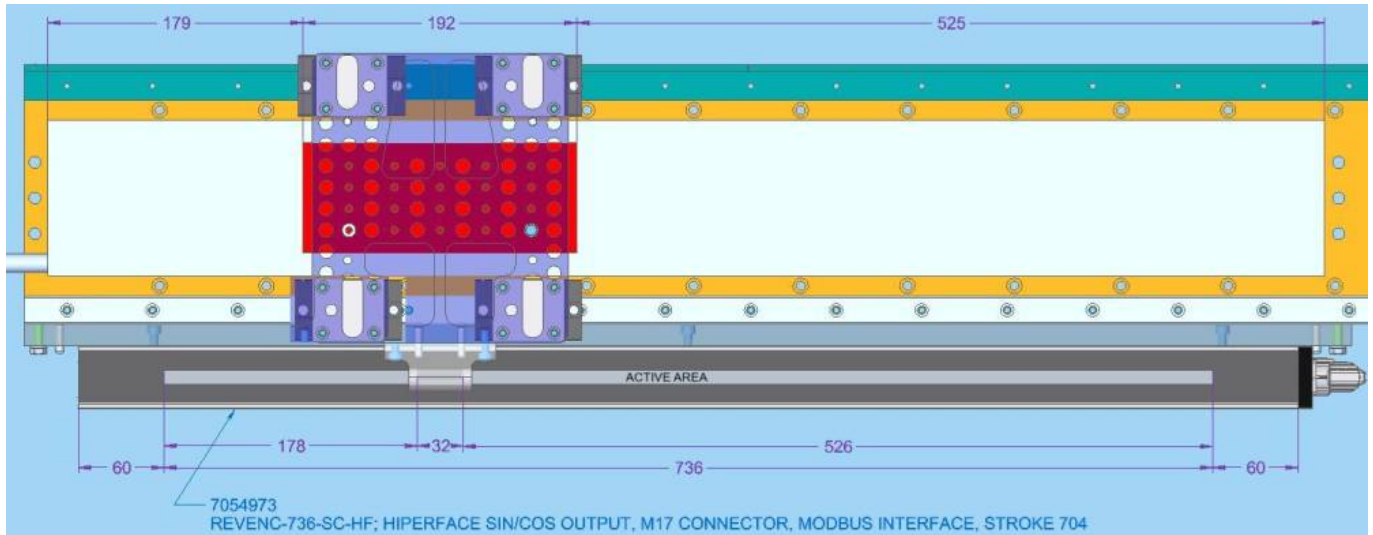 179 192 525
ACTIVE AREA
178 32 526
60 736 60
7054973
REVENC-736-SC-HF; HIPERFACE SIN/COS OUTPUT, M17 CONNECTOR, MODBUS INTERFACE, STROKE 704